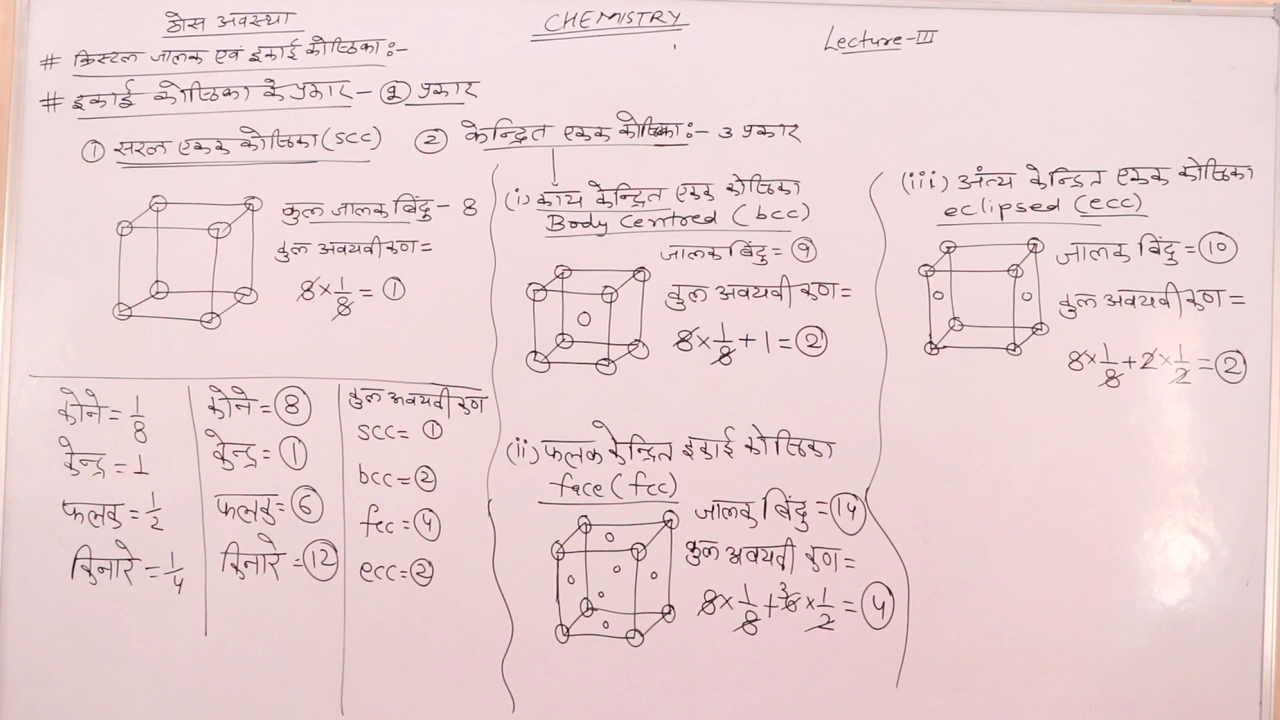 ठोस अवस्था
CHEMISTRY
Lecture-III
# क्रिस्टल जालक एवं इकाई कोष्ठिका:-
# इकाई कोष्ठिका के प्रकार - 2 प्रकार
① सरल एकक कोष्ठिका (scc)
② केन्द्रित एकक कोष्ठिका:- 3 प्रकार
कुल जालक बिंदु - 8
कुल अवयवी कण =
8×1/8 = ①
(i) काय केन्द्रित एकक कोष्ठिका
Body Centred (bcc)
जालक बिंदु = ⑨
कुल अवयवी कण =
8×1/8 + 1 = ②
(ii) फलक केन्द्रित इकाई कोष्ठिका
face (fcc)
जालक बिंदु = ⑭
कुल अवयवी कण =
8×1/8 + 6×1/2 = ④
3
(iii) अंत्य केन्द्रित एकक कोष्ठिका
eclipsed (ecc)
जालक बिंदु = ⑩
कुल अवयवी कण =
8×1/8 + 2×1/2 = ②
कोने = 1/8
केन्द्र = 1
फलक = 1/2
किनारे = 1/4
कोने = ⑧
केन्द्र = ①
फलक = ⑥
किनारे = ⑫
कुल अवयवी कण
scc = ①
bcc = ②
fcc = ④
ecc = ②